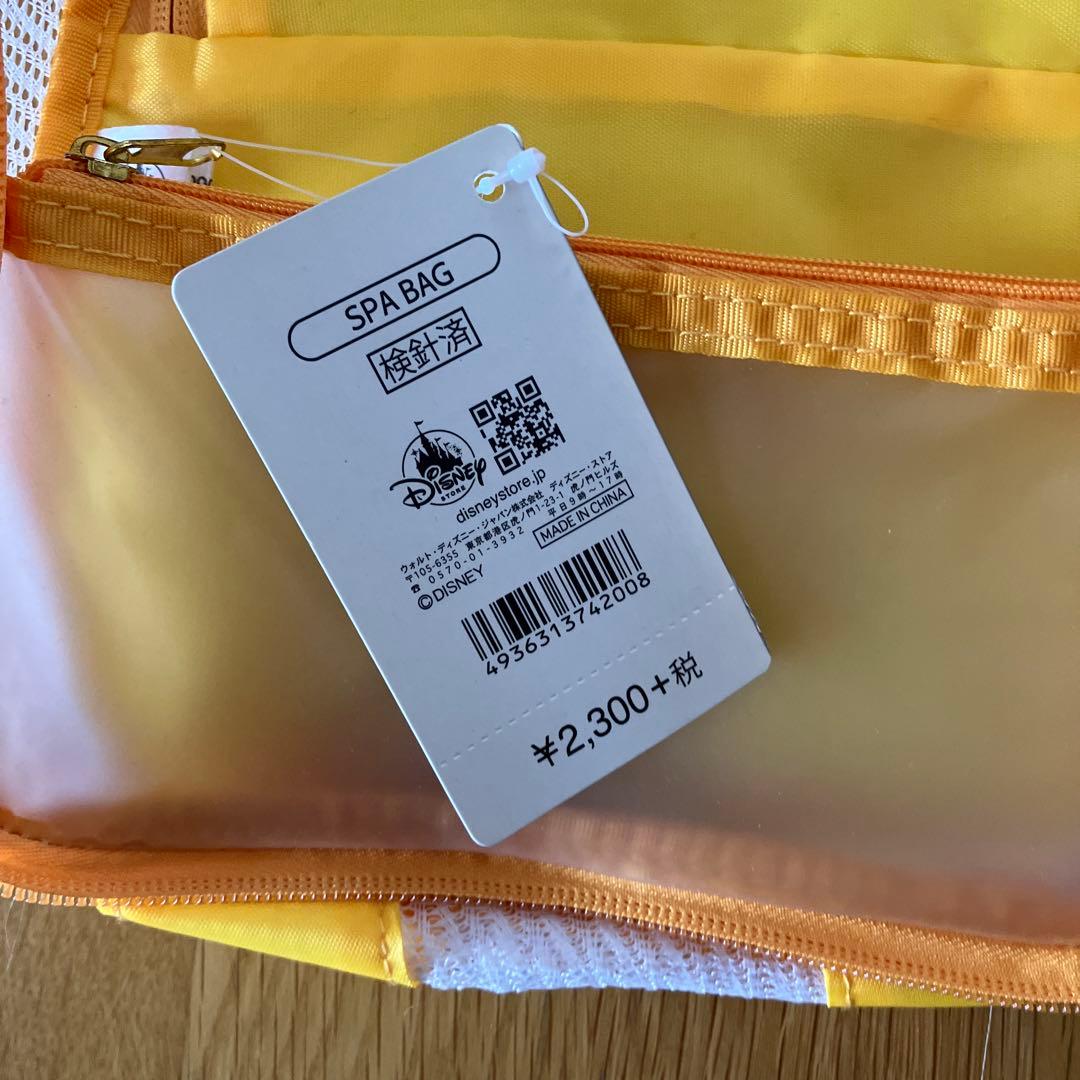 SPA BAG
検針済
DISNEY
STORE
disneystore.jp
ウォルト・ディズニー・ジャパン株式会社 ディズニー・ストア
〒105-6355 東京都港区虎ノ門1-23-1 虎ノ門ヒルズ
☎ 0570-01-3932 平日9時〜17時
©DISNEY
MADE IN CHINA
4936313742008
¥2,300+税